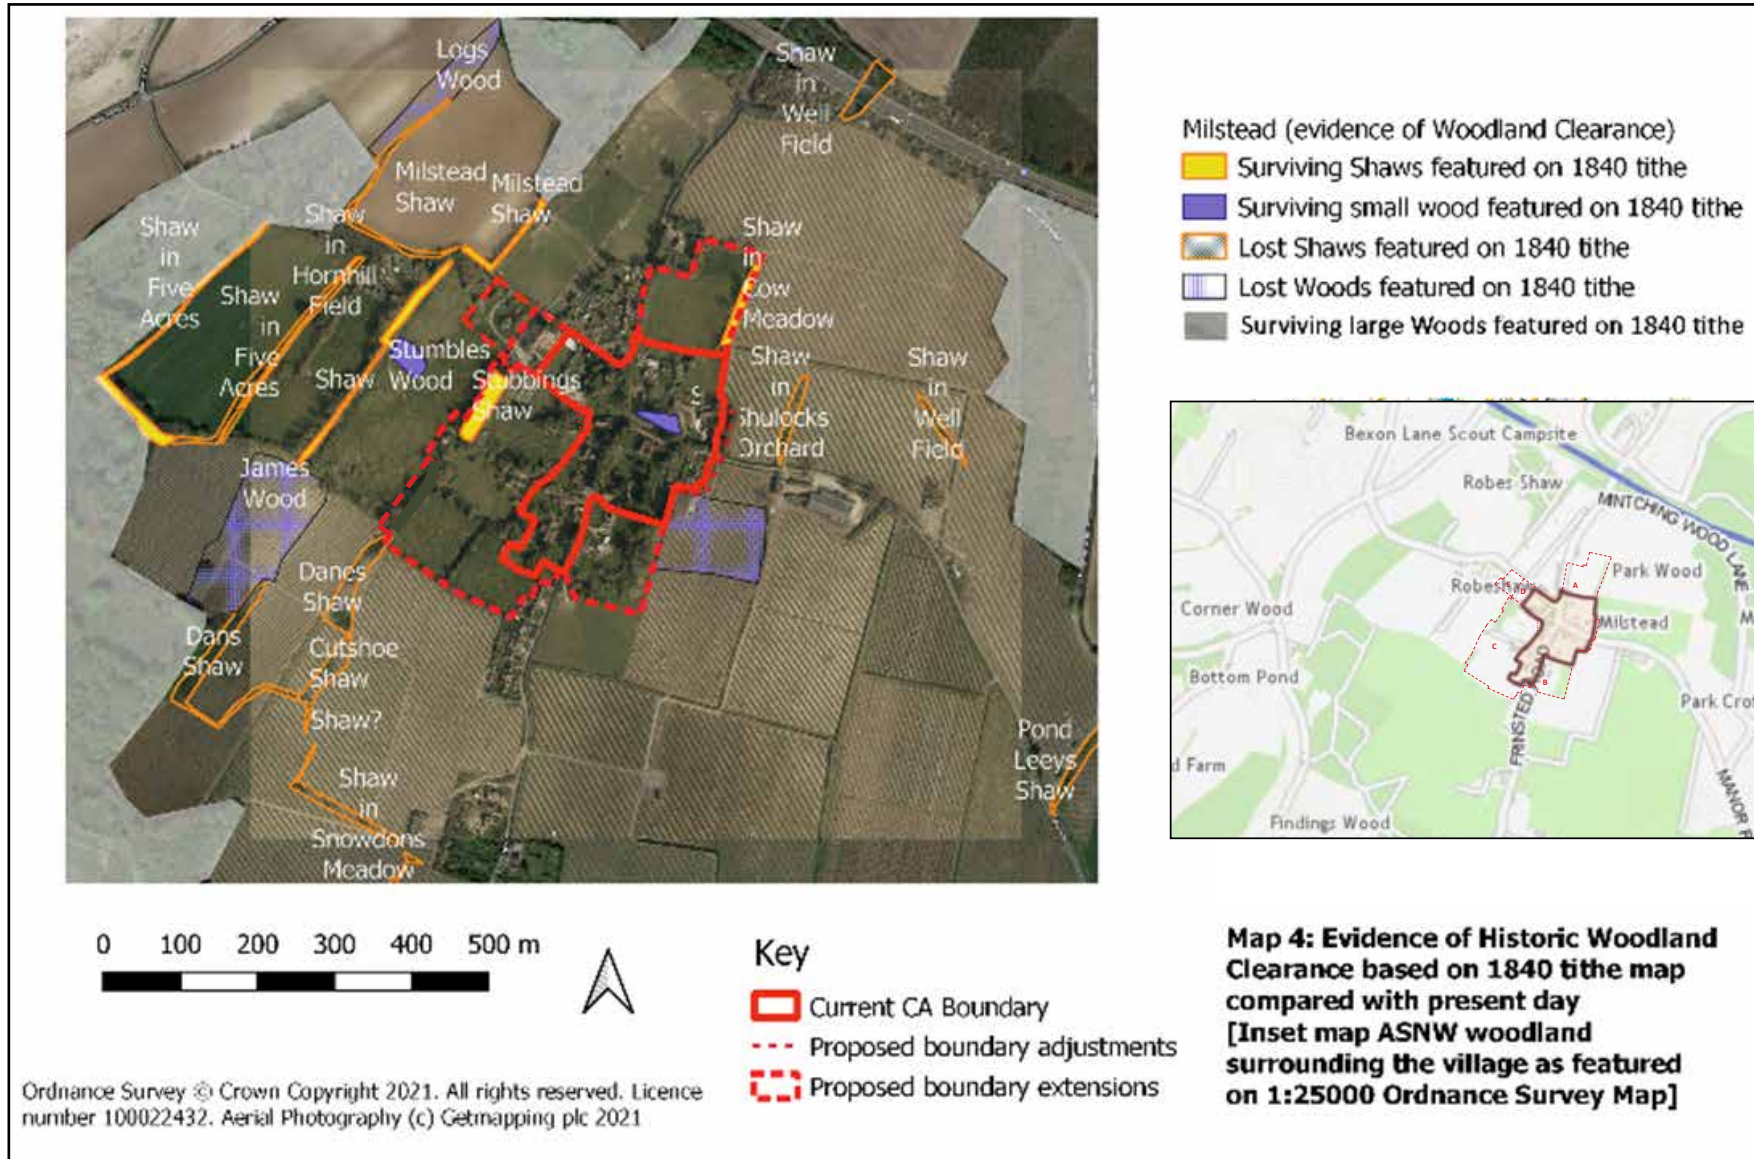 Logs
Wood
Shaw
in
Well
Field
Milstead
Shaw
Milstead
Shaw
Shaw
in
Five
Acres
Shaw
in
Hornhill
Field
Shaw
in
Five
Acres
Shaw
in
Cow
Meadow
Shaw
Stumbles
Wood
Stubbings
Shaw
S
Shaw
in
Shulocks
Orchard
Shaw
in
Well
Field
James
Wood
Danes
Shaw
Dans
Shaw
Cutshoe
Shaw
Shaw?
Shaw
in
Snowdons
Meadow
Pond
Leeys
Shaw
Milstead (evidence of Woodland Clearance)
Surviving Shaws featured on 1840 tithe
Surviving small wood featured on 1840 tithe
Lost Shaws featured on 1840 tithe
Lost Woods featured on 1840 tithe
Surviving large Woods featured on 1840 tithe
Bexon Lane Scout Campsite
Robes Shaw
MINTCHING WOOD LANE
Park Wood
Robeshaw
A
D
Corner Wood
Milstead
M
C
Bottom Pond
B
Park Cro
FRINSTED
d Farm
MANOR
Findings Wood
0 100 200 300 400 500 m
Key
Current CA Boundary
Proposed boundary adjustments
Proposed boundary extensions
Map 4: Evidence of Historic Woodland
Clearance based on 1840 tithe map
compared with present day
[Inset map ASNW woodland
surrounding the village as featured
on 1:25000 Ordnance Survey Map]
Ordnance Survey © Crown Copyright 2021. All rights reserved. Licence
number 100022432. Aerial Photography (c) Getmapping plc 2021